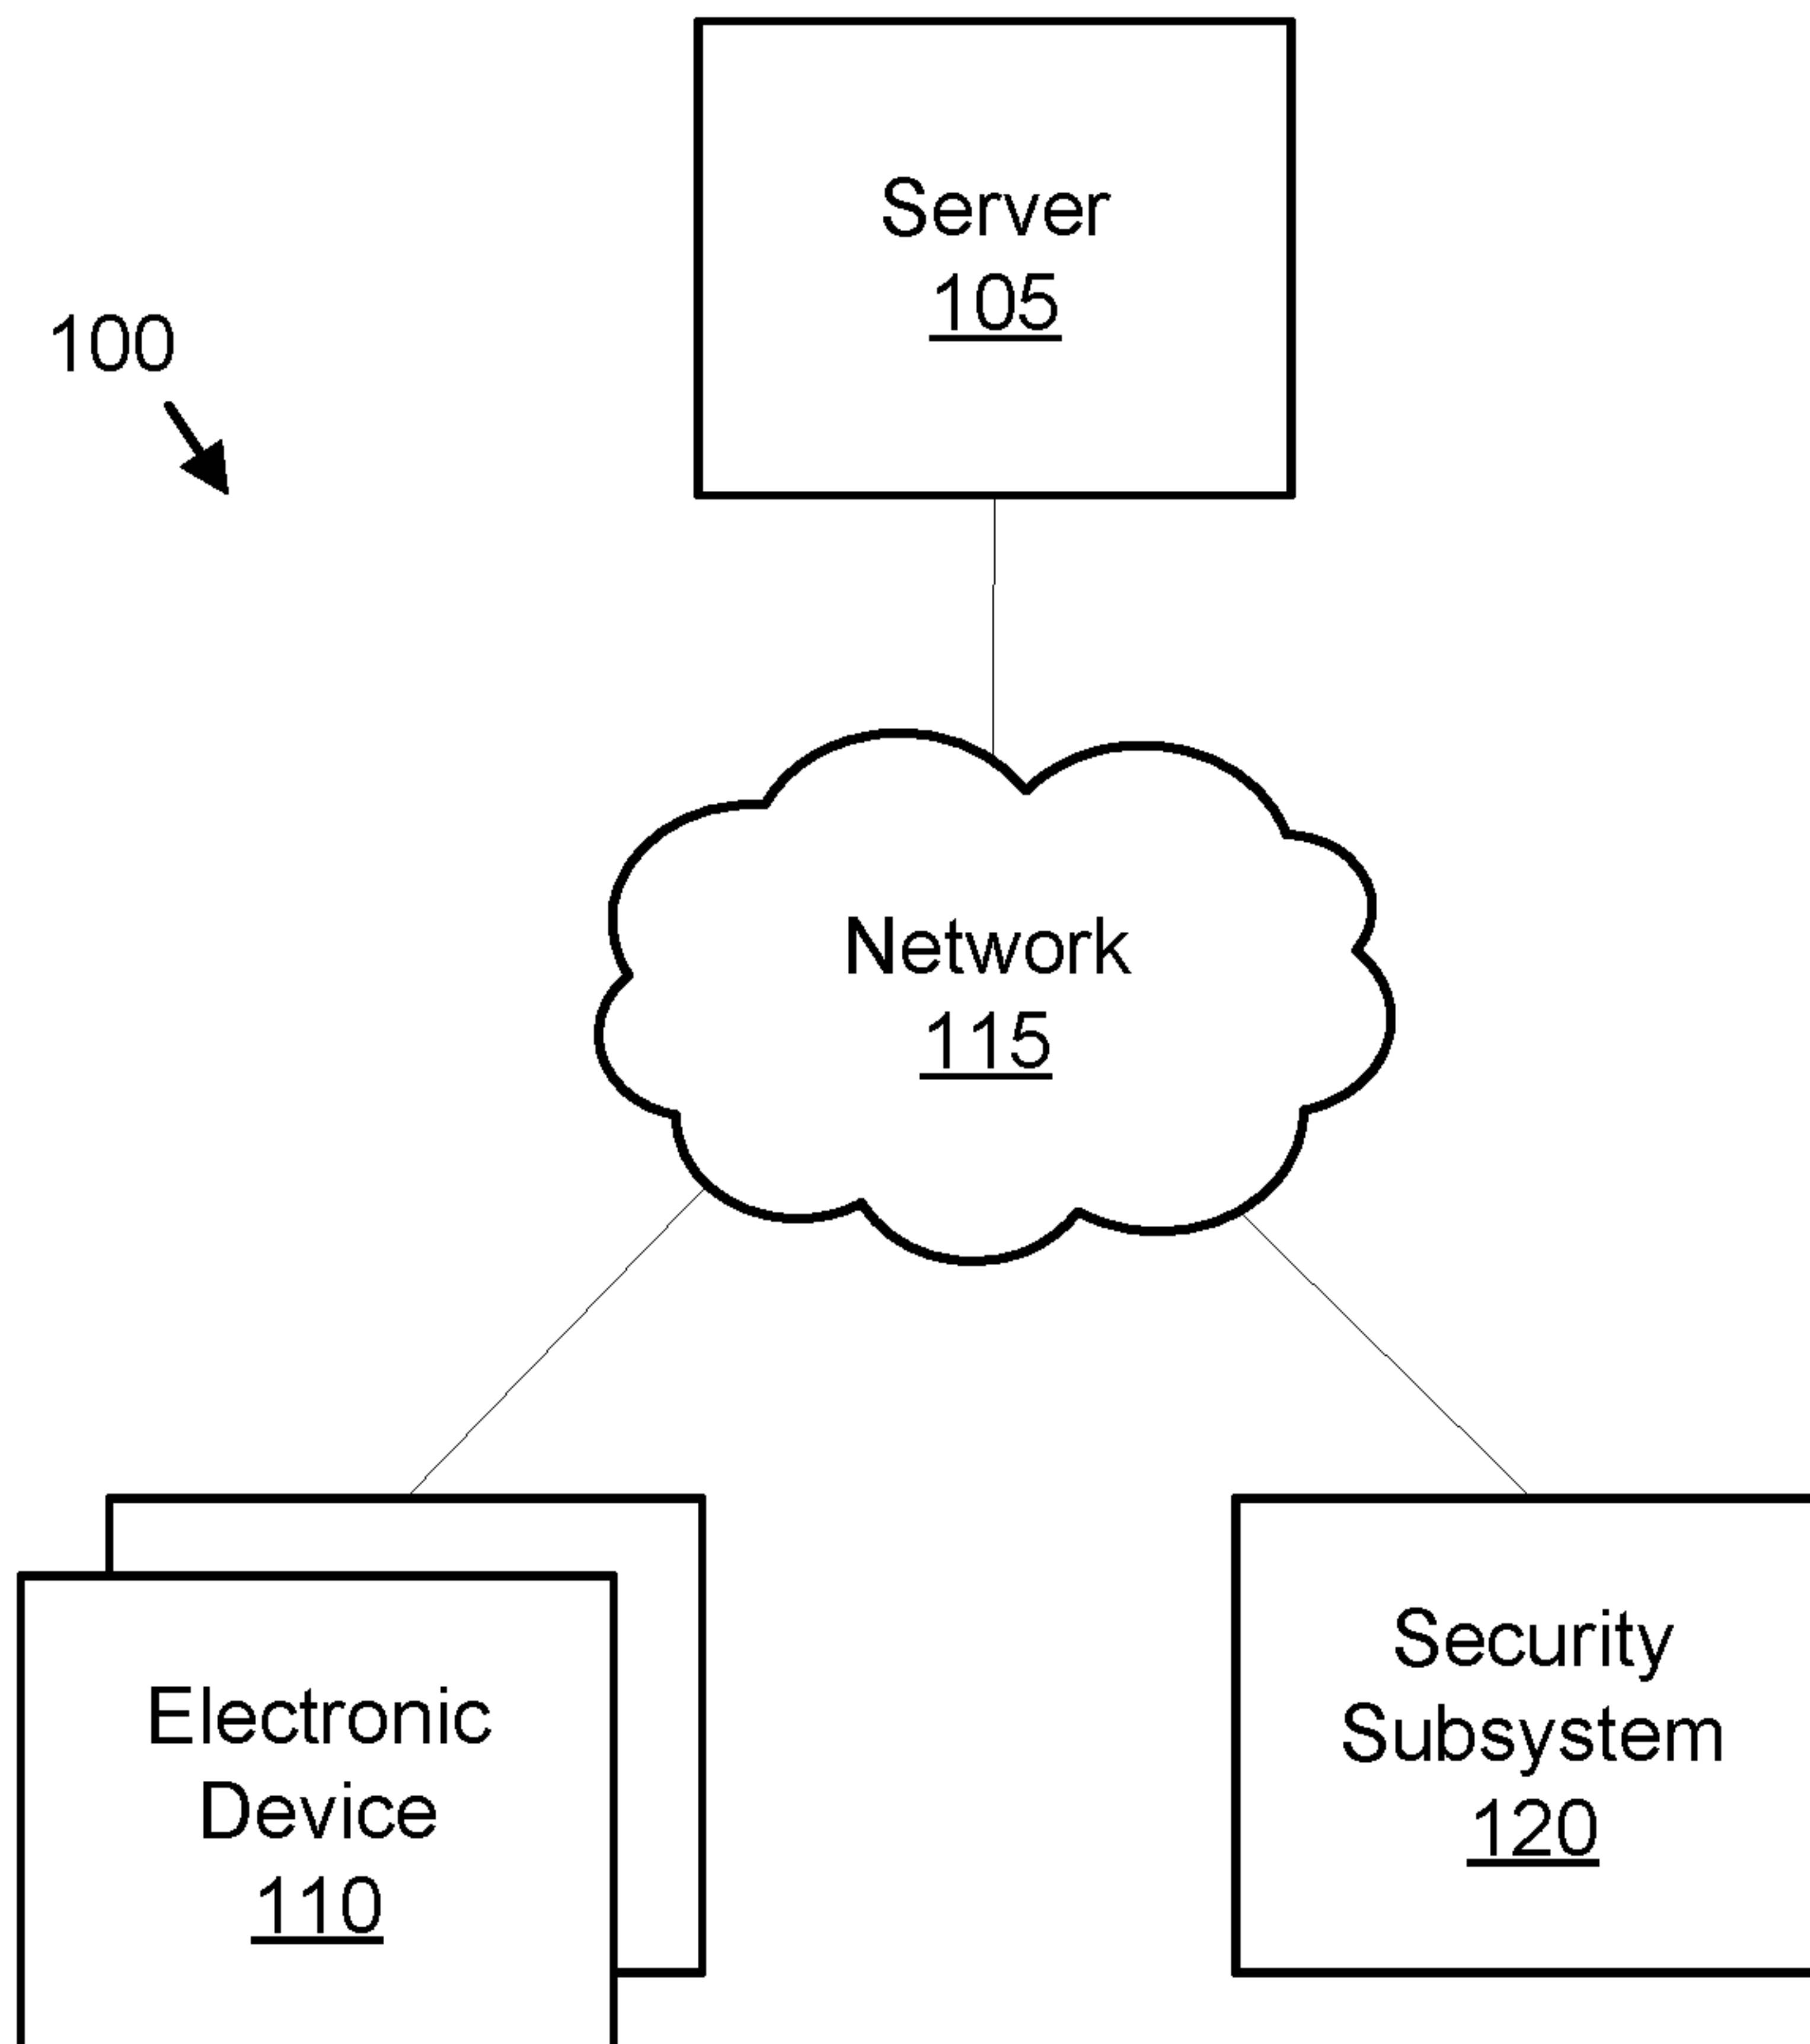 Server
105
100
Network
115
Electronic
Device
110
Security
Subsystem
120